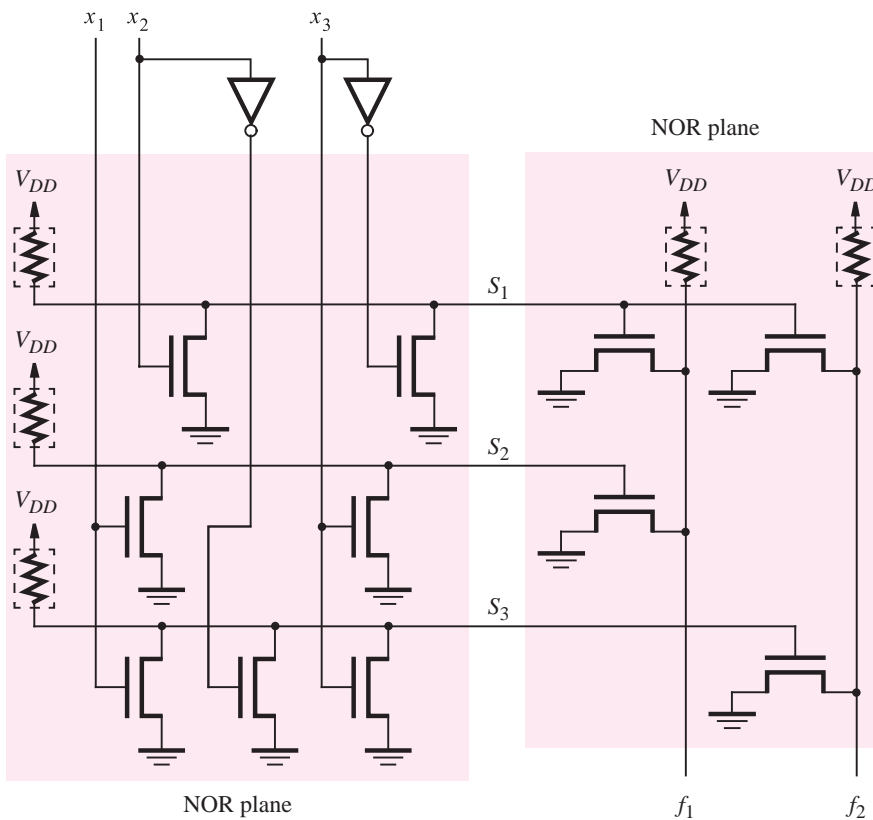 x1 x2 x3
NOR plane
VDD
VDD VDD
S1
VDD
S2
VDD
S3
NOR plane
f1 f2